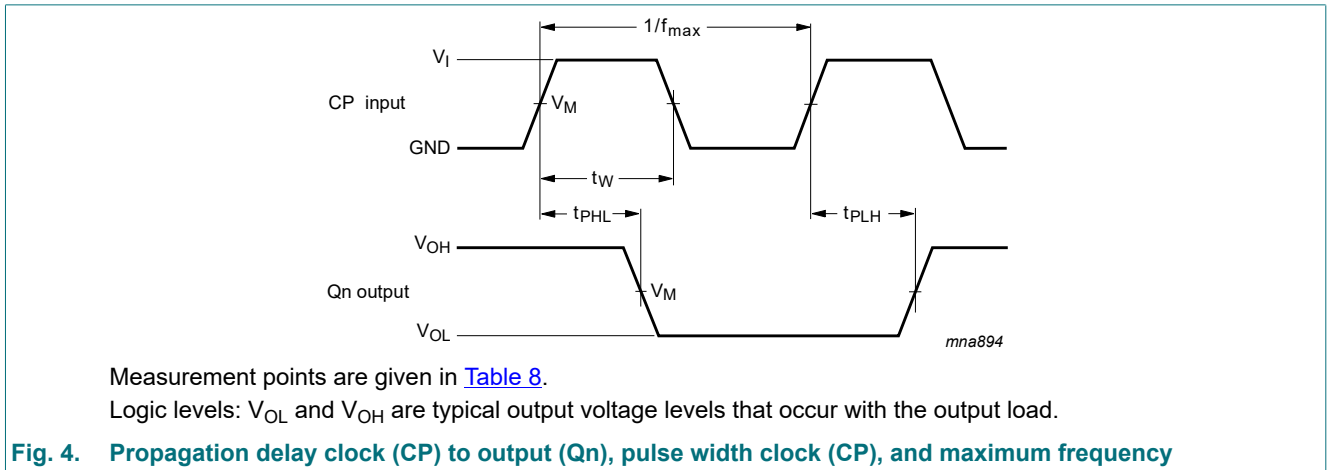 1/fmax
VI
CP input
VM
GND
tW
tPHL
tPLH
VOH
Qn output
VM
VOL
mna894
Measurement points are given in Table 8.
Logic levels: VOL and VOH are typical output voltage levels that occur with the output load.
Fig. 4. Propagation delay clock (CP) to output (Qn), pulse width clock (CP), and maximum frequency